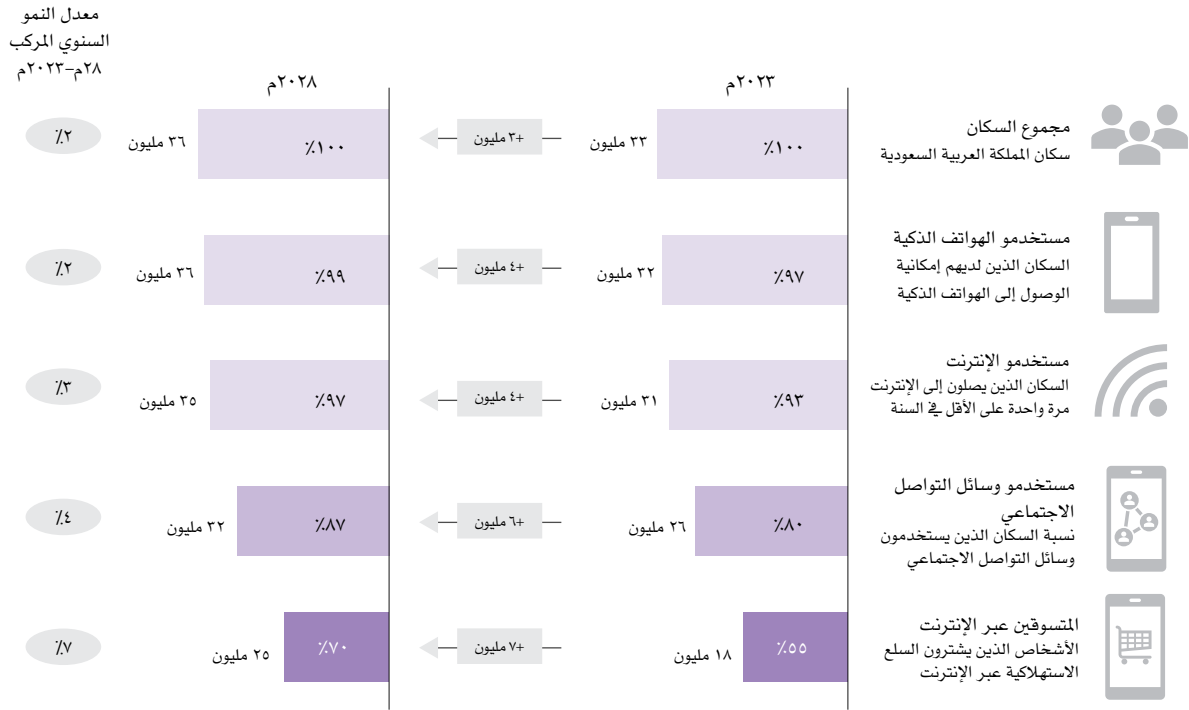 معدل النمو
السنوي المركب
٢٨م–٢٠٢٣م
٢٠٢٣م
٢٠٢٨م
مجموع السكان
سكان المملكة العربية السعودية
٪١٠٠
٣٣ مليون
+٣ مليون
٪١٠٠
٣٦ مليون
٪٢
مستخدمو الهواتف الذكية
السكان الذين لديهم إمكانية
الوصول إلى الهواتف الذكية
٪٩٧
٣٢ مليون
+٤ مليون
٪٩٩
٣٦ مليون
٪٢
مستخدمو الإنترنت
السكان الذين يصلون إلى الإنترنت
مرة واحدة على الأقل في السنة
٪٩٣
٣١ مليون
+٤ مليون
٪٩٧
٣٥ مليون
٪٣
مستخدمو وسائل التواصل
الاجتماعي
نسبة السكان الذين يستخدمون
وسائل التواصل الاجتماعي
٪٨٠
٢٦ مليون
+٦ مليون
٪٨٧
٣٢ مليون
٪٤
المتسوقين عبر الإنترنت
الأشخاص الذين يشترون السلع
الاستهلاكية عبر الإنترنت
٪٥٥
١٨ مليون
+٧ مليون
٪٧٠
٢٥ مليون
٪٧